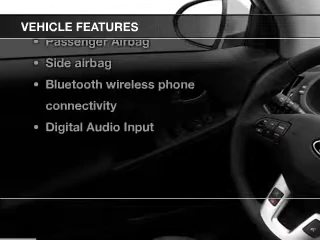 VEHICLE FEATURES
• Passenger Airbag
• Side airbag
• Bluetooth wireless phone
connectivity
• Digital Audio Input